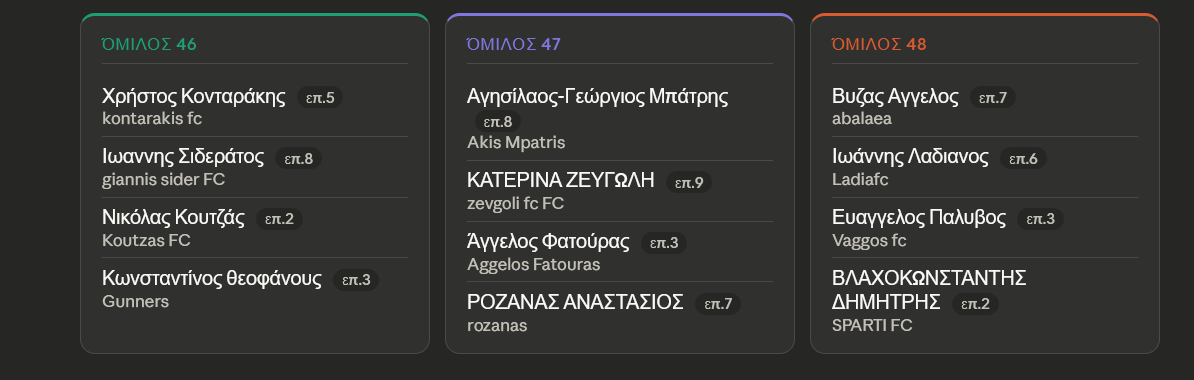 ΌΜΙΛΟΣ 46
Χρήστος Κονταράκης επ.5
kontarakis fc
Ιωαννης Σιδεράτος επ.8
giannis sider FC
Νικόλας Κουτζάς επ.2
Koutzas FC
Κωνσταντίνος θεοφάνους επ.3
Gunners
ΌΜΙΛΟΣ 47
Αγησίλαος-Γεώργιος Μπάτρης
επ.8
Akis Mpatris
ΚΑΤΕΡΙΝΑ ΖΕΥΓΩΛΗ επ.9
zevgoli fc FC
Άγγελος Φατούρας επ.3
Aggelos Fatouras
ΡΟΖΑΝΑΣ ΑΝΑΣΤΑΣΙΟΣ επ.7
rozanas
ΌΜΙΛΟΣ 48
Βυζας Αγγελος επ.7
abalaea
Ιωάννης Λαδιανος επ.6
Ladiafc
Ευαγγελος Παλυβος επ.3
Vaggos fc
ΒΛΑΧΟΚΩΝΣΤΑΝΤΗΣ
ΔΗΜΗΤΡΗΣ επ.2
SPARTI FC